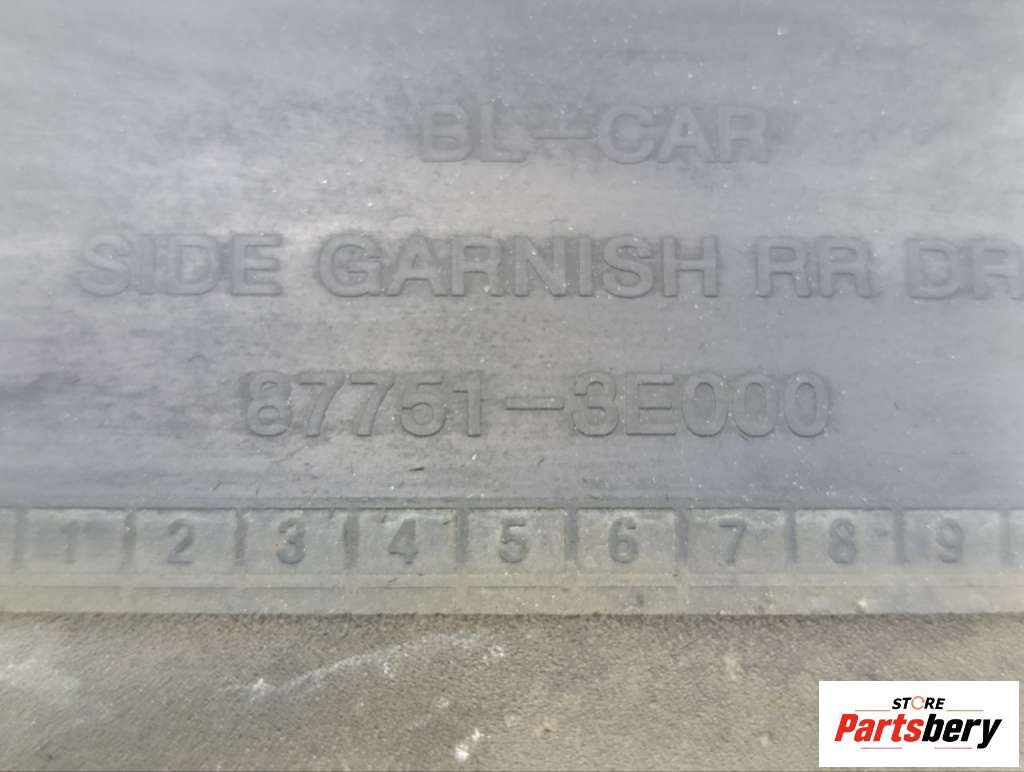 BL-CAR
SIDE GARNISH RR DR
87751-3E000
1 2 3 4 5 6 7 8 9
STORE
Partsbery